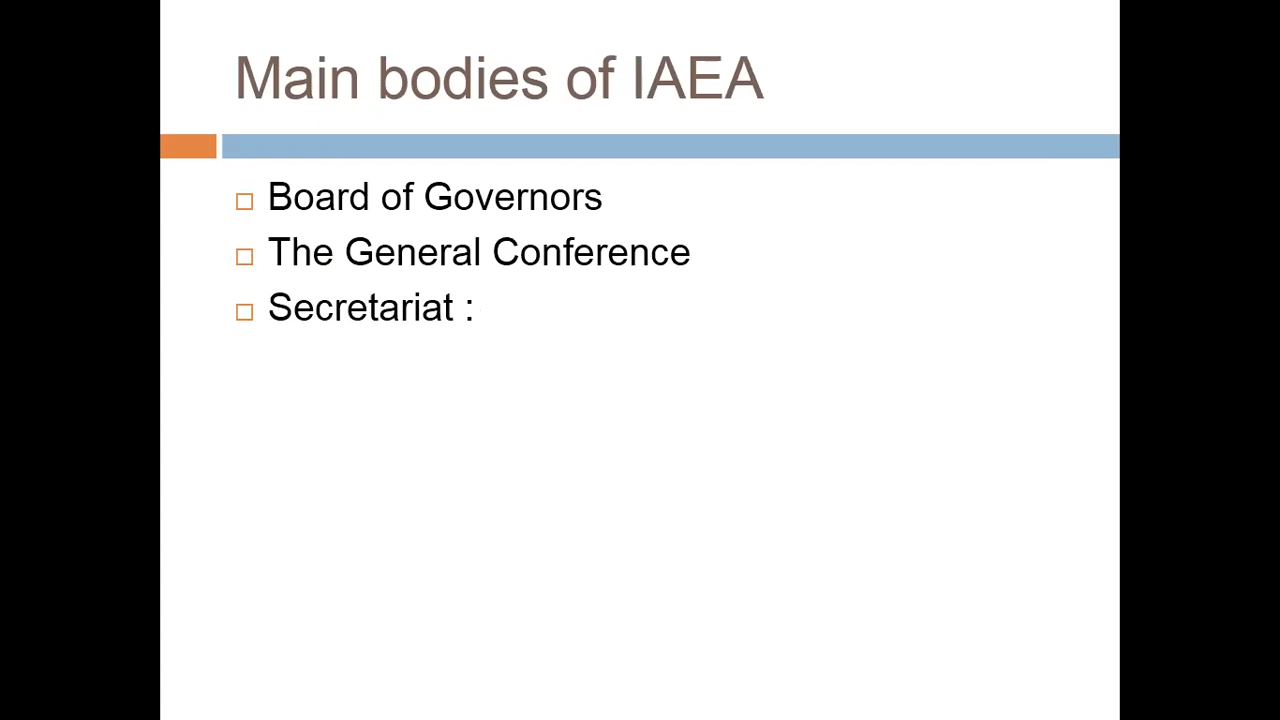 Main bodies of IAEA
Board of Governors
The General Conference
Secretariat :